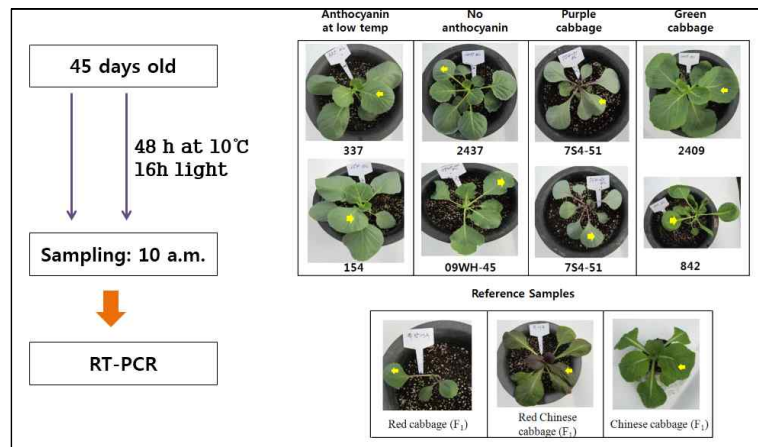 45 days old
48 h at 10℃
16h light
Sampling: 10 a.m.
RT-PCR
Anthocyanin at low temp
No anthocyanin
Purple cabbage
Green cabbage
337
2437
7S4-51
2409
154
09WH-45
7S4-51
842
Reference Samples
Red cabbage (F₁)
Red Chinese cabbage (F₁)
Chinese cabbage (F₁)